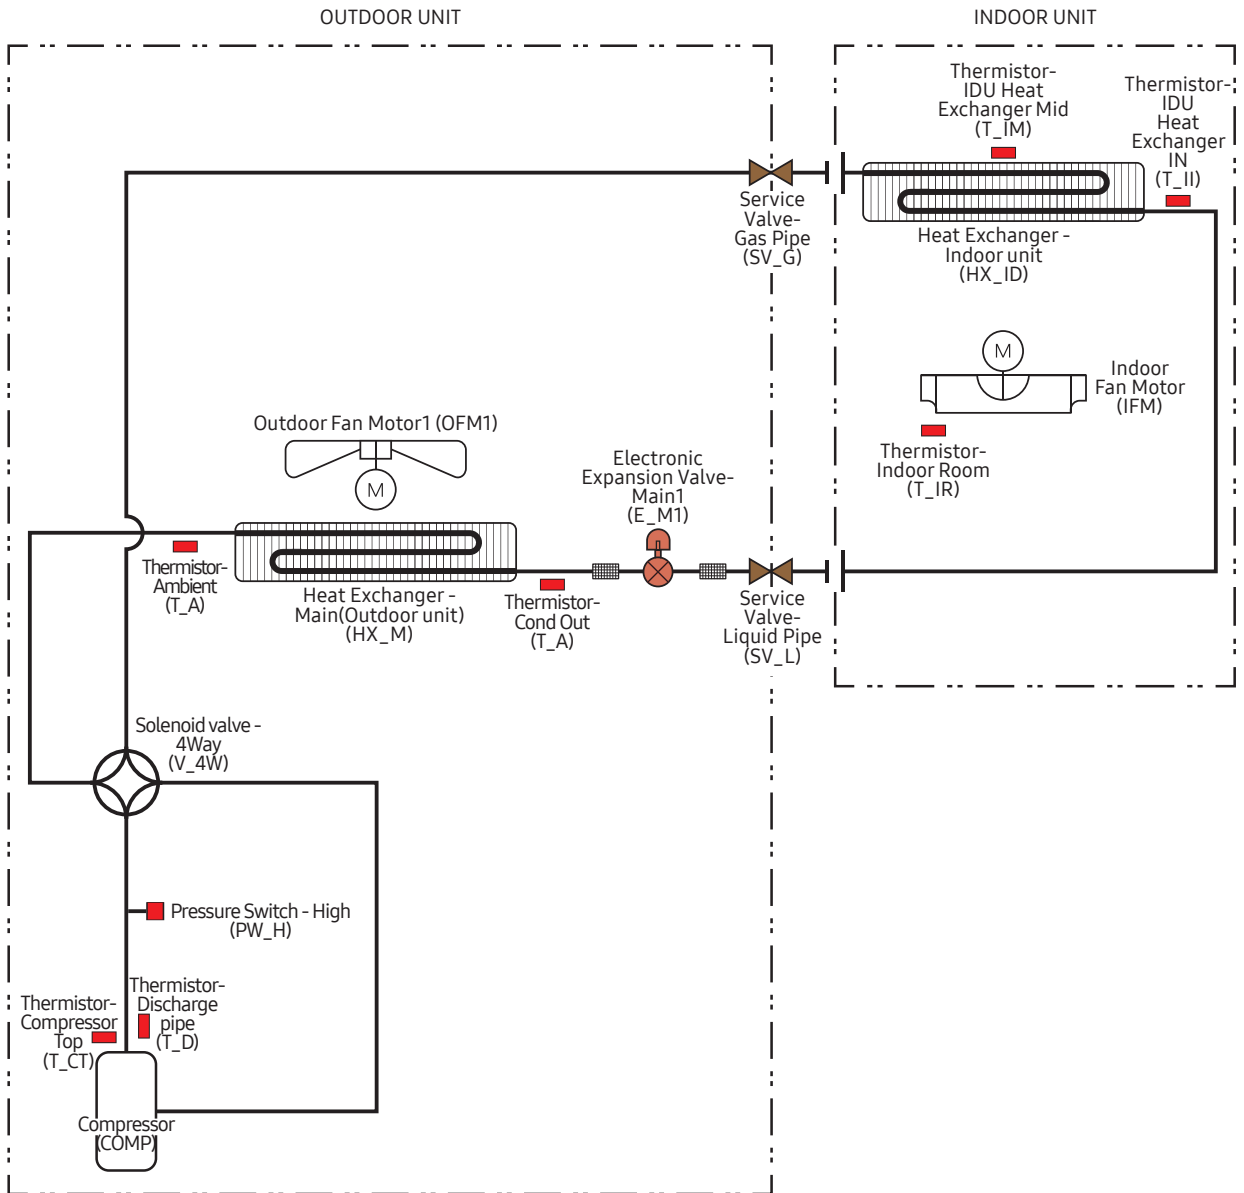 OUTDOOR UNIT
INDOOR UNIT
Thermistor-
IDU Heat
Exchanger Mid
(T_IM)
Thermistor-
IDU
Heat
Exchanger
IN
(T_II)
Service
Valve-
Gas Pipe
(SV_G)
Heat Exchanger -
Indoor unit
(HX_ID)
M
Indoor
Fan Motor
(IFM)
Thermistor-
Indoor Room
(T_IR)
Outdoor Fan Motor1 (OFM1)
M
Electronic
Expansion Valve-
Main1
(E_M1)
Thermistor-
Ambient
(T_A)
Heat Exchanger -
Main(Outdoor unit)
(HX_M)
Thermistor-
Cond Out
(T_A)
Service
Valve-
Liquid Pipe
(SV_L)
Solenoid valve -
4Way
(V_4W)
Pressure Switch - High
(PW_H)
Thermistor-
Compressor
Top
(T_CT)
Thermistor-
Discharge
pipe
(T_D)
Compressor
(COMP)